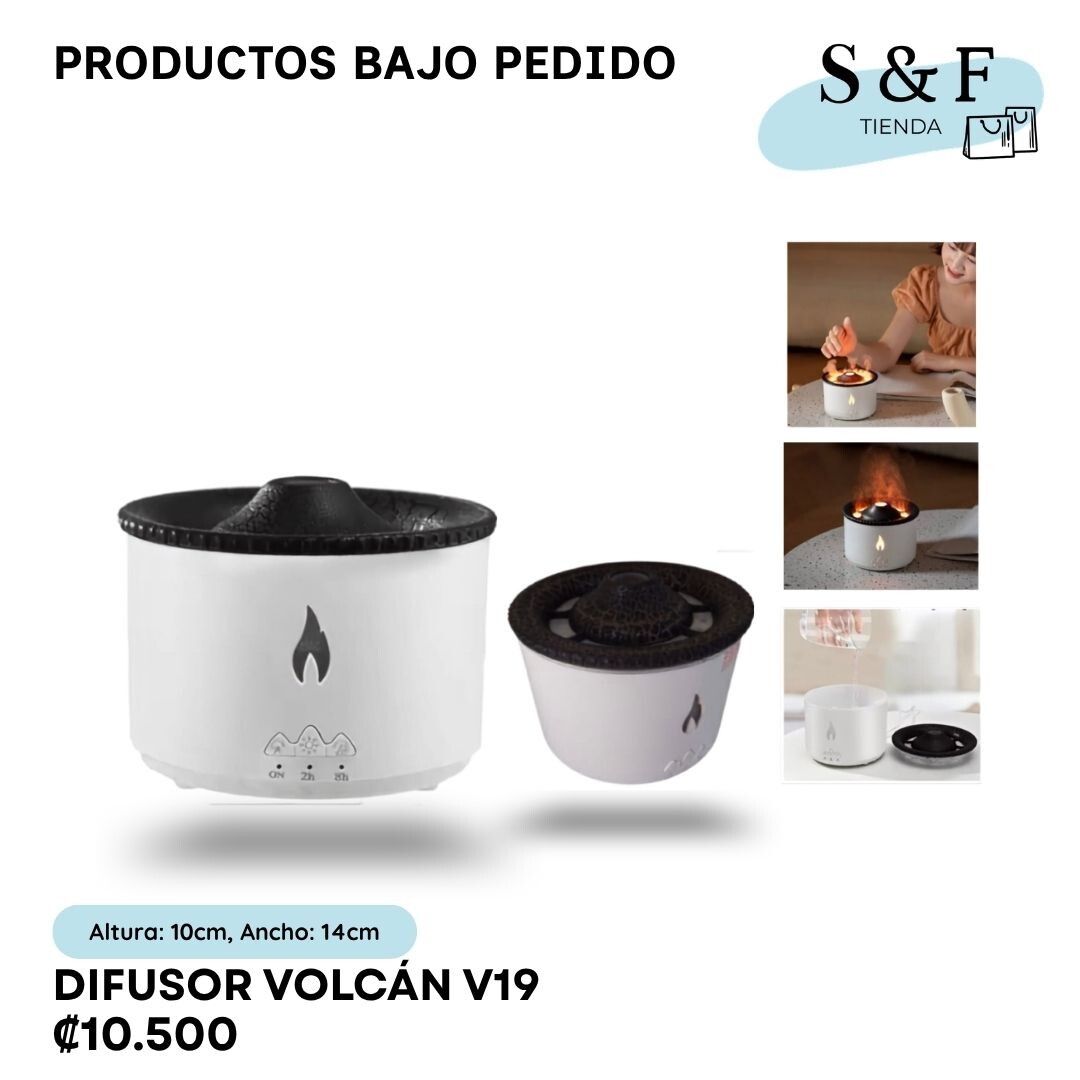 PRODUCTOS BAJO PEDIDO
S & F
TIENDA
ON 2h 8h
Altura: 10cm, Ancho: 14cm
DIFUSOR VOLCÁN V19
₡10.500